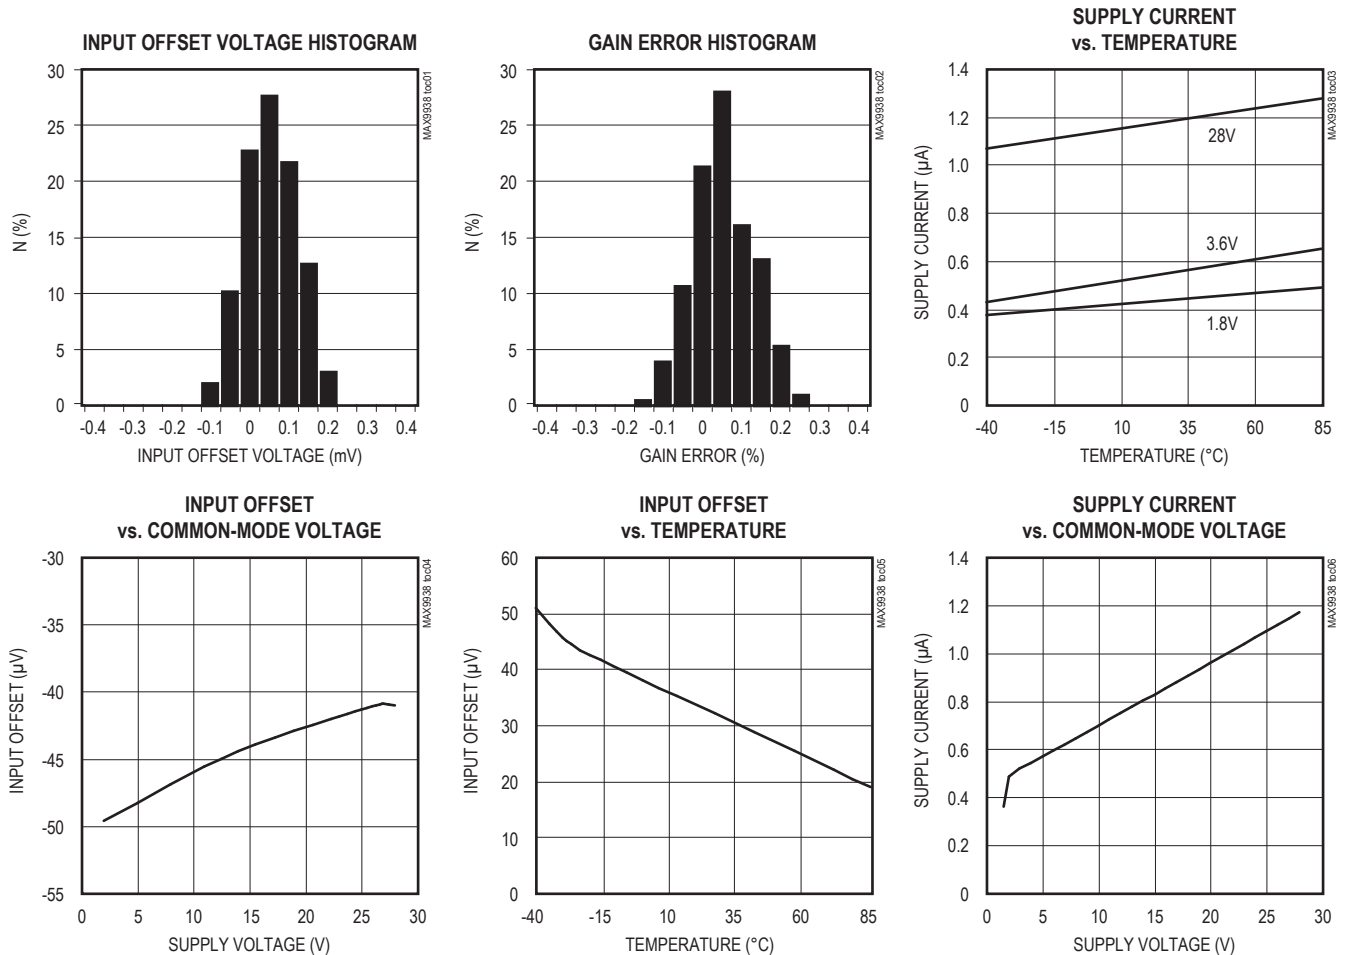 INPUT OFFSET VOLTAGE HISTOGRAM
30
25
20
15
10
5
0
N (%)
-0.4 -0.3 -0.2 -0.1 0 0.1 0.2 0.3 0.4
INPUT OFFSET VOLTAGE (mV)
MAX9938 toc01
GAIN ERROR HISTOGRAM
30
25
20
15
10
5
0
N (%)
-0.4 -0.3 -0.2 -0.1 0 0.1 0.2 0.3 0.4
GAIN ERROR (%)
MAX9938 toc02
SUPPLY CURRENT
vs. TEMPERATURE
1.4
1.2
1.0
0.8
0.6
0.4
0.2
0
SUPPLY CURRENT (µA)
28V
3.6V
1.8V
-40 -15 10 35 60 85
TEMPERATURE (°C)
MAX9938 toc03
INPUT OFFSET
vs. COMMON-MODE VOLTAGE
-30
-35
-40
-45
-50
-55
INPUT OFFSET (µV)
0 5 10 15 20 25 30
SUPPLY VOLTAGE (V)
MAX9938 toc04
INPUT OFFSET
vs. TEMPERATURE
60
50
40
30
20
10
0
INPUT OFFSET (µV)
-40 -15 10 35 60 85
TEMPERATURE (°C)
MAX9938 toc05
SUPPLY CURRENT
vs. COMMON-MODE VOLTAGE
1.4
1.2
1.0
0.8
0.6
0.4
0.2
0
SUPPLY CURRENT (µA)
0 5 10 15 20 25 30
SUPPLY VOLTAGE (V)
MAX9938 toc06